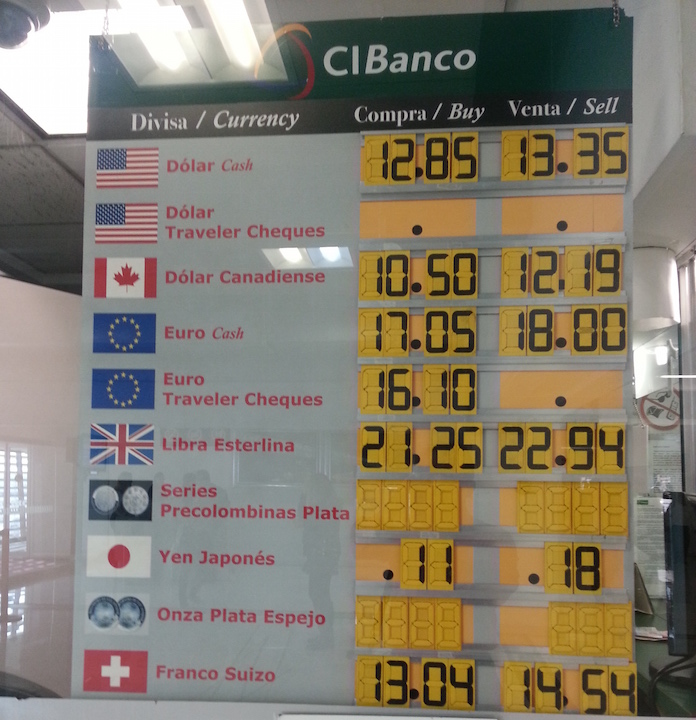 CIBanco
Divisa / Currency Compra / Buy Venta / Sell
Dólar Cash 12.85 13.35
Dólar
Traveler Cheques . .
Dólar Canadiense 10.50 12.19
Euro Cash 17.05 18.00
Euro
Traveler Cheques 16.10 .
Libra Esterlina 21.25 22.94
Series
Precolombinas Plata
Yen Japonés .11 .18
Onza Plata Espejo
Franco Suizo 13.04 14.54